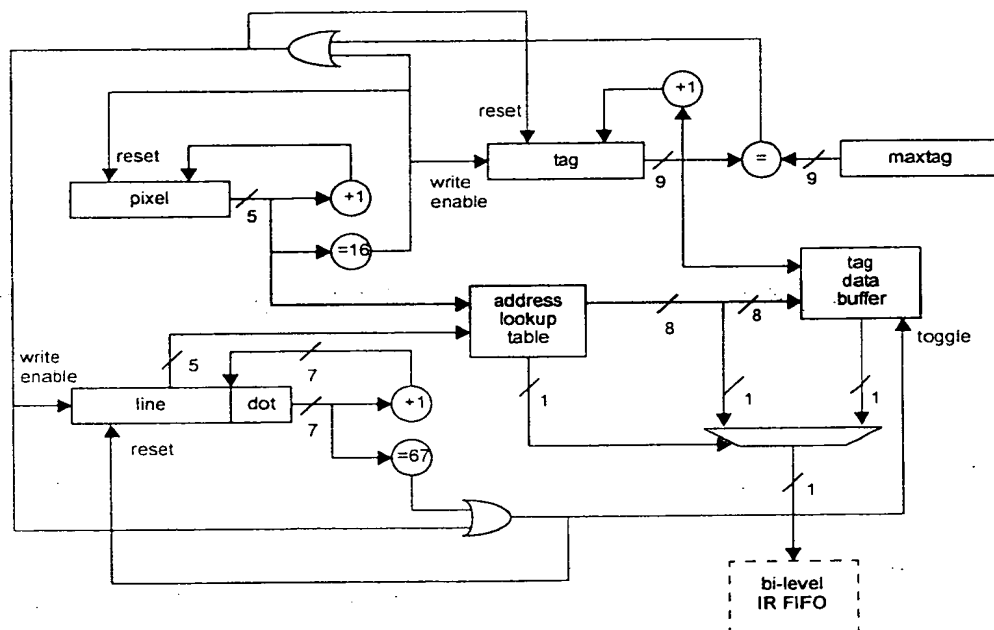 +1
reset
tag
=
maxtag
9
9
reset
write
enable
+1
pixel
5
=16
tag
data
buffer
address
lookup
table
8
8
toggle
5
7
write
enable
line
dot
+1
1
1
1
7
reset
=67
1
bi-level
IR FIFO